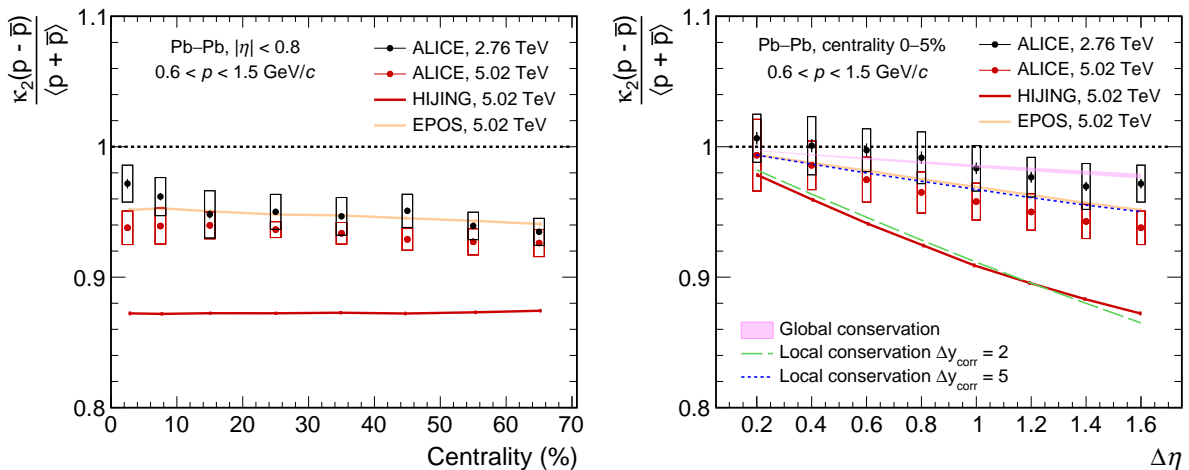 κ₂(p - p̅)
⟨p + p̅⟩
1.1
1
0.9
0.8
Pb–Pb, |η| < 0.8
0.6 < p < 1.5 GeV/c
ALICE, 2.76 TeV
ALICE, 5.02 TeV
HIJING, 5.02 TeV
EPOS, 5.02 TeV
0 10 20 30 40 50 60 70
Centrality (%)
κ₂(p - p̅)
⟨p + p̅⟩
1.1
1
0.9
0.8
Pb–Pb, centrality 0–5%
0.6 < p < 1.5 GeV/c
ALICE, 2.76 TeV
ALICE, 5.02 TeV
HIJING, 5.02 TeV
EPOS, 5.02 TeV
Global conservation
Local conservation Δy_corr = 2
Local conservation Δy_corr = 5
0.2 0.4 0.6 0.8 1 1.2 1.4 1.6
Δη